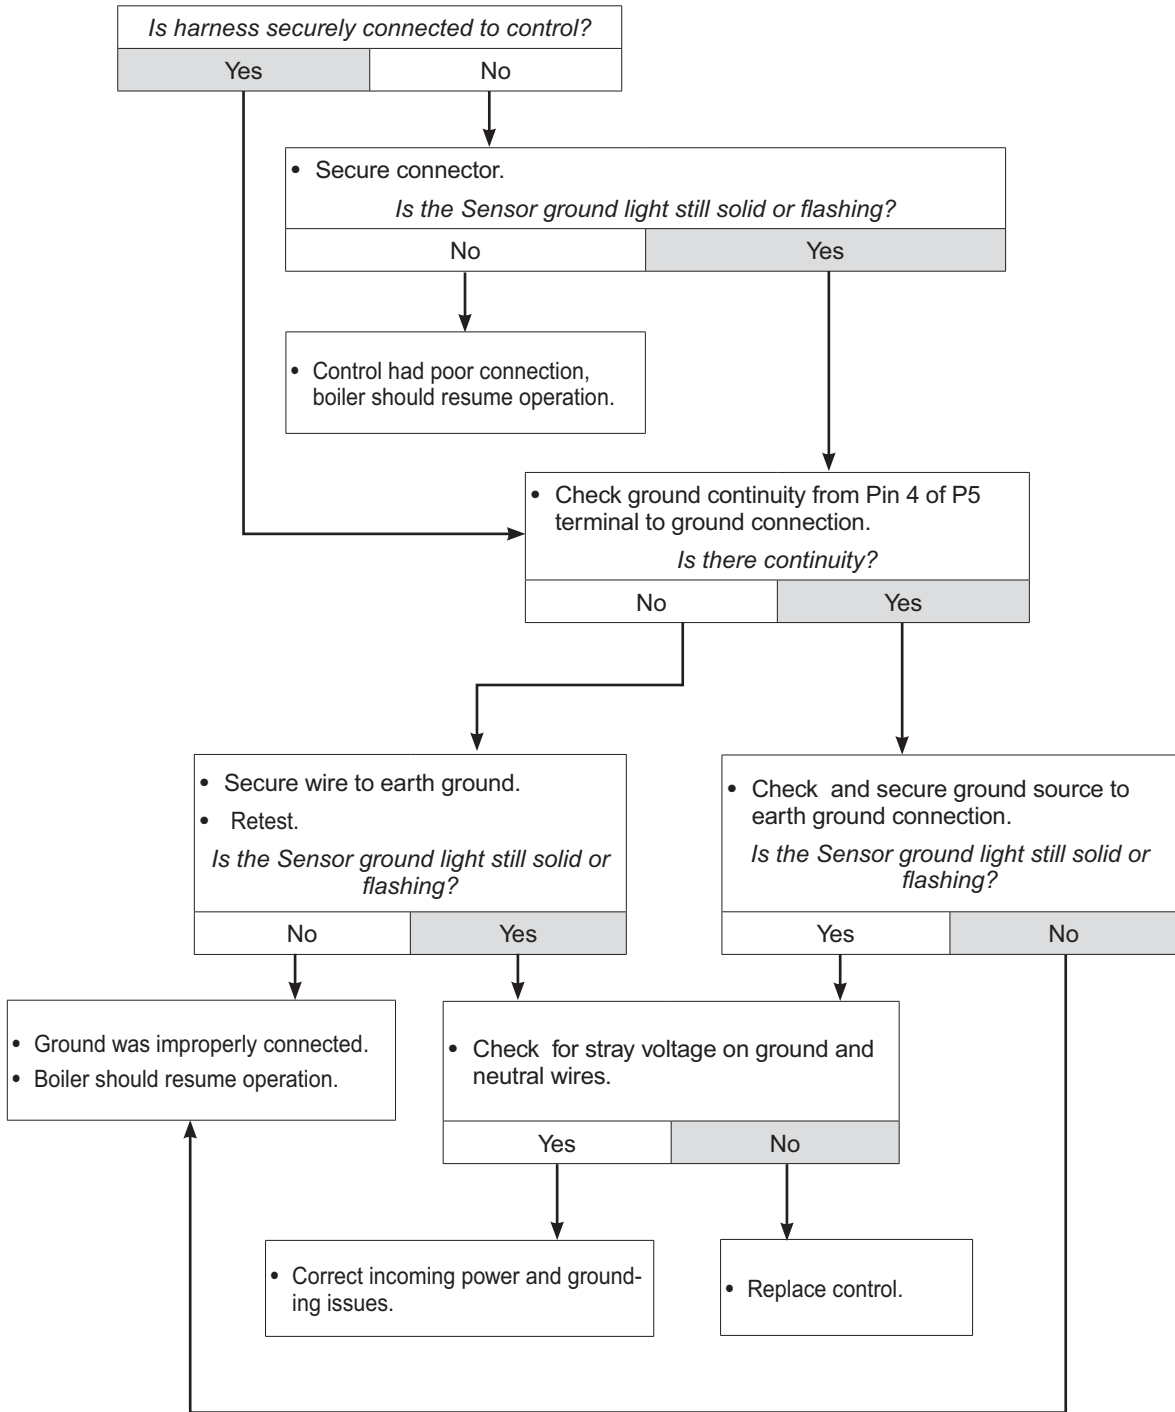 Is harness securely connected to control?
Yes
No
• Secure connector.
Is the Sensor ground light still solid or flashing?
No
Yes
• Control had poor connection,
boiler should resume operation.
• Check ground continuity from Pin 4 of P5
terminal to ground connection.
Is there continuity?
No
Yes
• Secure wire to earth ground.
• Retest.
Is the Sensor ground light still solid or
flashing?
No
Yes
• Check and secure ground source to
earth ground connection.
Is the Sensor ground light still solid or
flashing?
Yes
No
• Ground was improperly connected.
• Boiler should resume operation.
• Check for stray voltage on ground and
neutral wires.
Yes
No
• Correct incoming power and ground-
ing issues.
• Replace control.